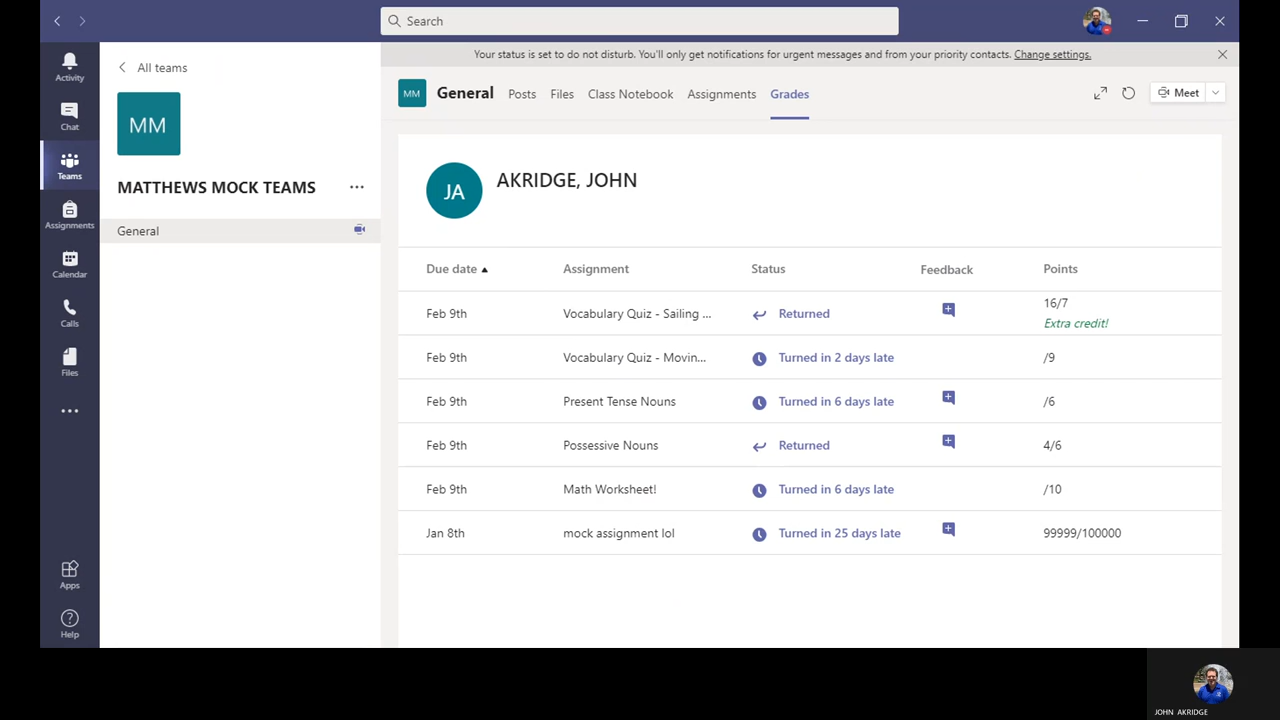 Search
Your status is set to do not disturb. You'll only get notifications for urgent messages and from your priority contacts. Change settings.
Activity
Chat
Teams
Assignments
Calendar
Calls
Files
Apps
Help
All teams
MM
MATTHEWS MOCK TEAMS
General
MM General Posts Files Class Notebook Assignments Grades Meet
JA AKRIDGE, JOHN
Due date Assignment Status Feedback Points
Feb 9th Vocabulary Quiz - Sailing ... Returned 16/7
Extra credit!
Feb 9th Vocabulary Quiz - Movin... Turned in 2 days late /9
Feb 9th Present Tense Nouns Turned in 6 days late /6
Feb 9th Possessive Nouns Returned 4/6
Feb 9th Math Worksheet! Turned in 6 days late /10
Jan 8th mock assignment lol Turned in 25 days late 99999/100000
JOHN AKRIDGE